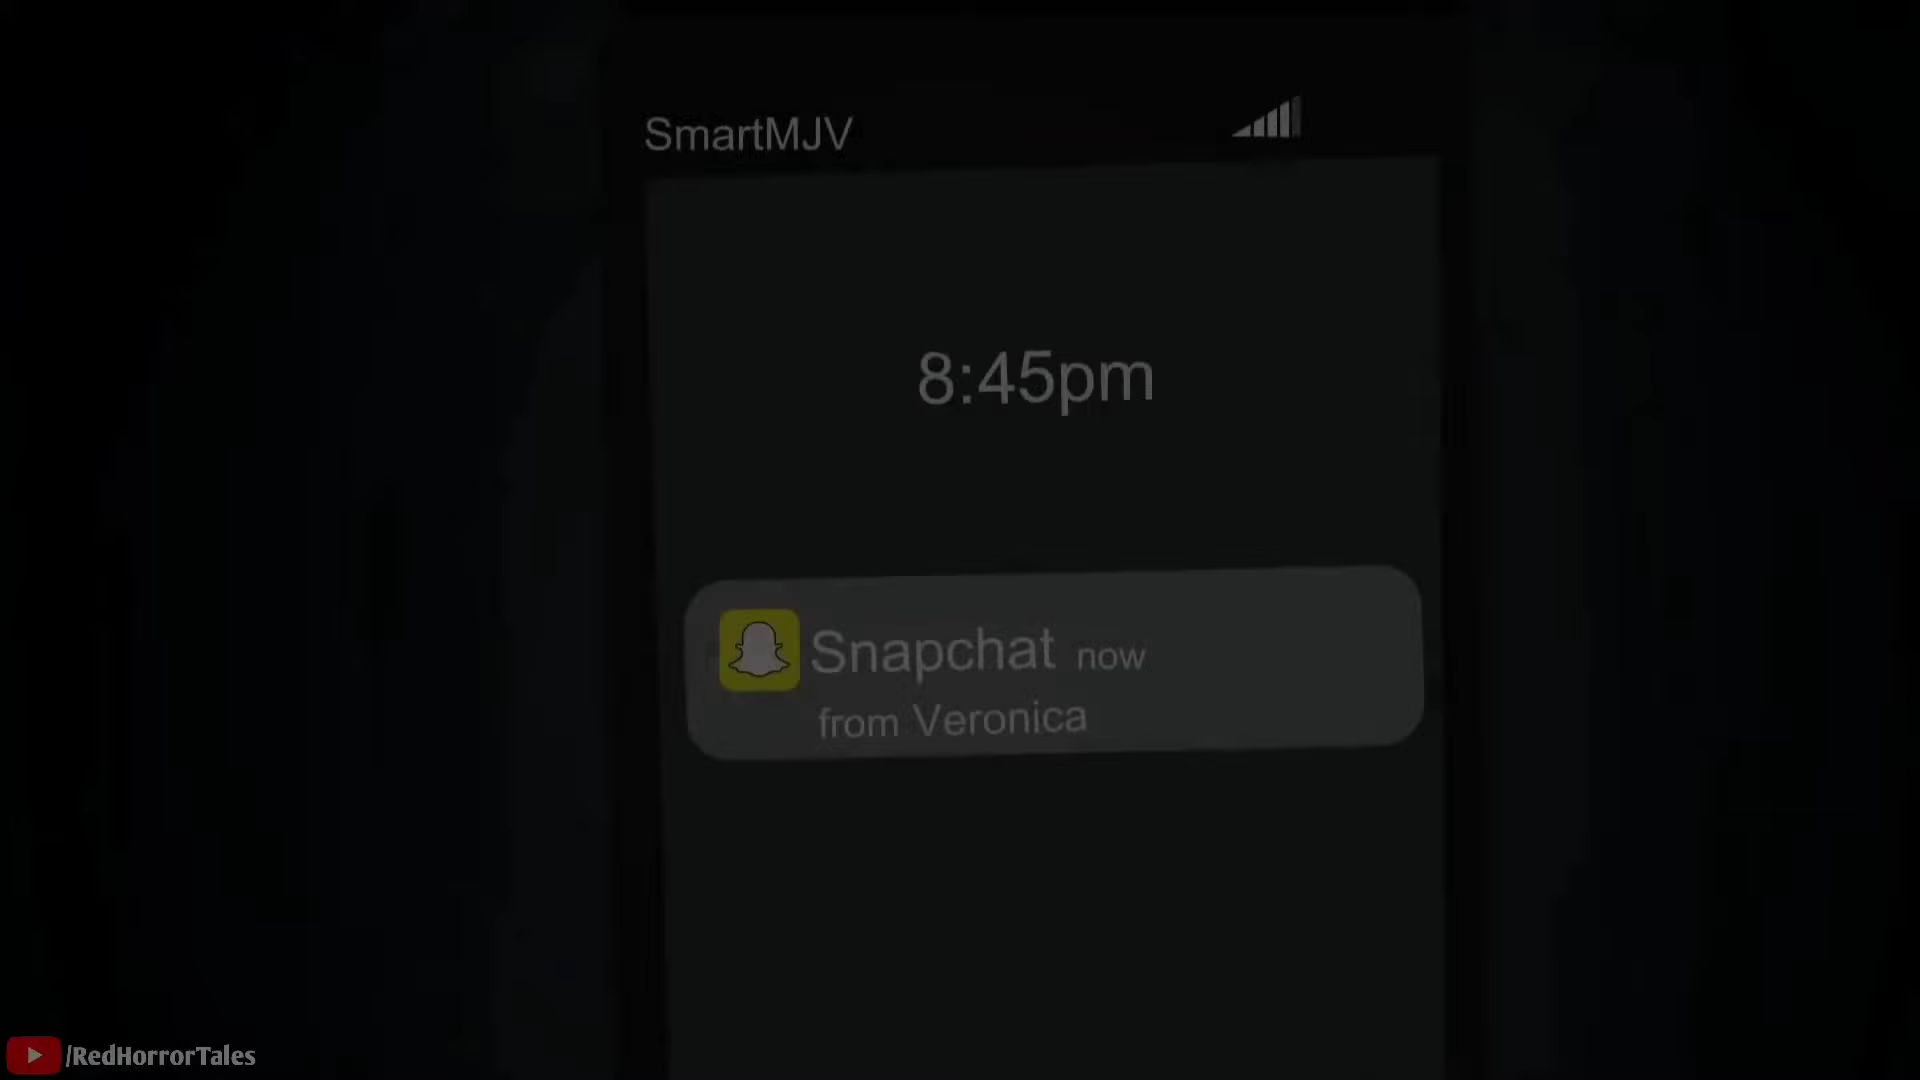 SmartMJV
8:45pm
Snapchat now
from Veronica
/RedHorrorTales